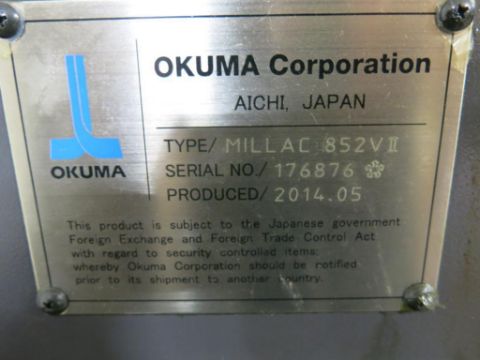 OKUMA Corporation
AICHI, JAPAN
OKUMA
TYPE/ MILLAC 852VⅡ
SERIAL NO./ 176876
PRODUCED/ 2014.05
This product is subject to the Japanese government
Foreign Exchange and Foreign Trade Control Act
with regard to security controlled items;
whereby Okuma Corporation should be notified
prior to its shipment to another country.